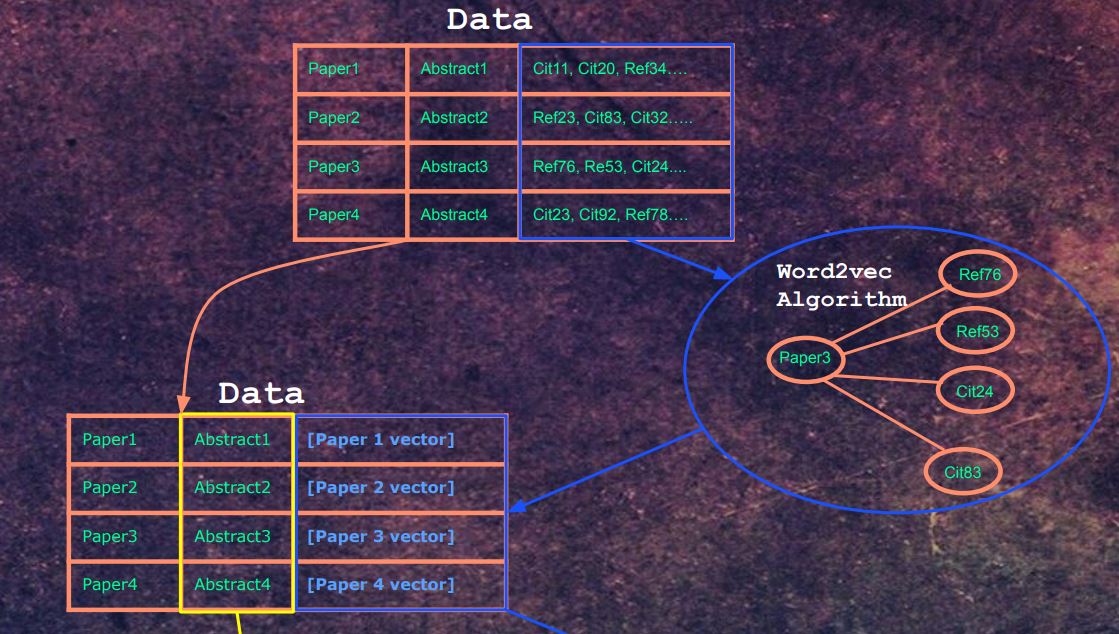 Data
Paper1 Abstract1 Cit11, Cit20, Ref34....
Paper2 Abstract2 Ref23, Cit83, Cit32.....
Paper3 Abstract3 Ref76, Re53, Cit24....
Paper4 Abstract4 Cit23, Cit92, Ref78....
Word2vec
Algorithm
Ref76
Ref53
Paper3
Cit24
Cit83
Data
Paper1 Abstract1 [Paper 1 vector]
Paper2 Abstract2 [Paper 2 vector]
Paper3 Abstract3 [Paper 3 vector]
Paper4 Abstract4 [Paper 4 vector]